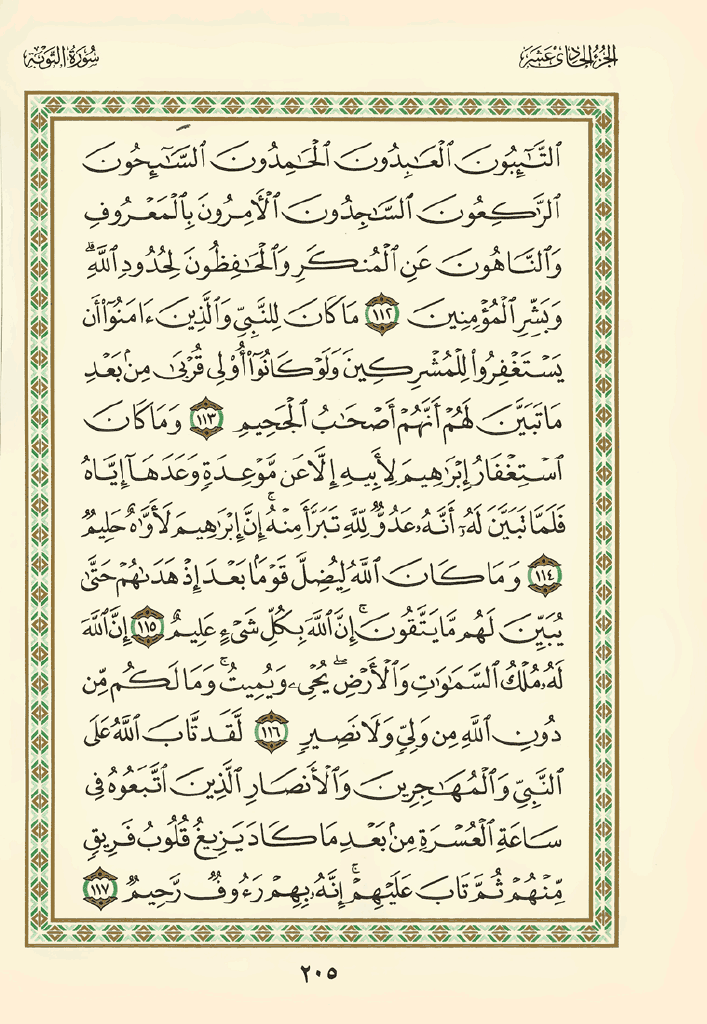 الجزء الحادي عشر
سورة التوبة
التَّٰٓئِبُونَ ٱلْعَٰبِدُونَ ٱلْحَٰمِدُونَ ٱلسَّٰٓئِحُونَ
ٱلرَّٰكِعُونَ ٱلسَّٰجِدُونَ ٱلْءَامِرُونَ بِٱلْمَعْرُوفِ
وَٱلنَّاهُونَ عَنِ ٱلْمُنكَرِ وَٱلْحَٰفِظُونَ لِحُدُودِ ٱللَّهِۗ
وَبَشِّرِ ٱلْمُؤْمِنِينَ ١١٢ مَا كَانَ لِلنَّبِىِّ وَٱلَّذِينَ ءَامَنُوٓا۟ أَن
يَسْتَغْفِرُوا۟ لِلْمُشْرِكِينَ وَلَوْ كَانُوٓا۟ أُو۟لِى قُرْبَىٰ مِنۢ بَعْدِ
مَا تَبَيَّنَ لَهُمْ أَنَّهُمْ أَصْحَٰبُ ٱلْجَحِيمِ ١١٣ وَمَا كَانَ
ٱسْتِغْفَارُ إِبْرَٰهِيمَ لِأَبِيهِ إِلَّا عَن مَّوْعِدَةٍ وَعَدَهَآ إِيَّاهُ
فَلَمَّا تَبَيَّنَ لَهُۥٓ أَنَّهُۥ عَدُوٌّ لِّلَّهِ تَبَرَّأَ مِنْهُۚ إِنَّ إِبْرَٰهِيمَ لَأَوَّٰهٌ حَلِيمٌ
١١٤ وَمَا كَانَ ٱللَّهُ لِيُضِلَّ قَوْمًۢا بَعْدَ إِذْ هَدَىٰهُمْ حَتَّىٰ
يُبَيِّنَ لَهُم مَّا يَتَّقُونَۚ إِنَّ ٱللَّهَ بِكُلِّ شَىْءٍ عَلِيمٌ ١١٥ إِنَّ ٱللَّهَ
لَهُۥ مُلْكُ ٱلسَّمَٰوَٰتِ وَٱلْأَرْضِۖ يُحْىِۦ وَيُمِيتُۚ وَمَا لَكُم مِّن
دُونِ ٱللَّهِ مِن وَلِىٍّ وَلَا نَصِيرٍ ١١٦ لَّقَد تَّابَ ٱللَّهُ عَلَى
ٱلنَّبِىِّ وَٱلْمُهَٰجِرِينَ وَٱلْأَنصَارِ ٱلَّذِينَ ٱتَّبَعُوهُ فِى
سَاعَةِ ٱلْعُسْرَةِ مِنۢ بَعْدِ مَا كَادَ يَزِيغُ قُلُوبُ فَرِيقٍ
مِّنْهُمْ ثُمَّ تَابَ عَلَيْهِمْۚ إِنَّهُۥ بِهِمْ رَءُوفٌ رَّحِيمٌ ١١٧
٢٠٥